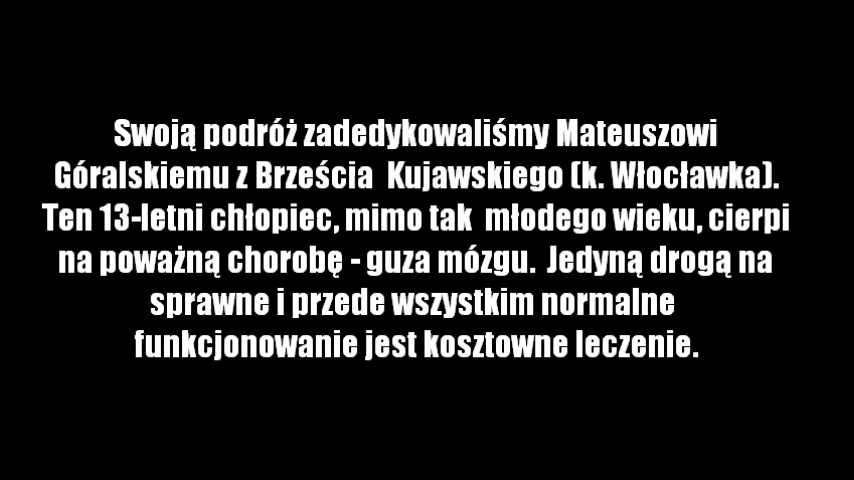 Swoją podróż zadedykowaliśmy Mateuszowi
Góralskiemu z Brześcia Kujawskiego (k. Włocławka).
Ten 13-letni chłopiec, mimo tak młodego wieku, cierpi
na poważną chorobę - guza mózgu. Jedyną drogą na
sprawne i przede wszystkim normalne
funkcjonowanie jest kosztowne leczenie.